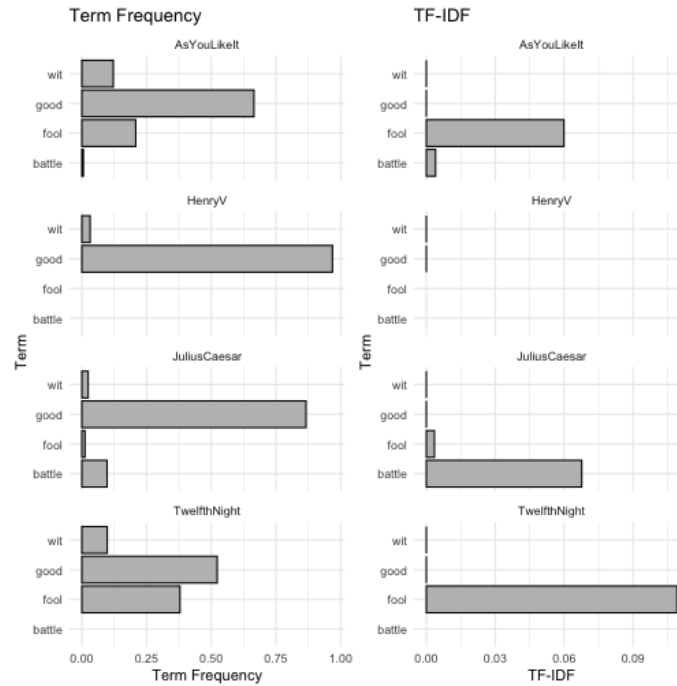 Term Frequency
AsYouLikeIt
wit
good
fool
battle
HenryV
wit
good
fool
battle
JuliusCaesar
wit
good
fool
battle
TwelfthNight
wit
good
fool
battle
Term
0.00 0.25 0.50 0.75 1.00
Term Frequency
TF-IDF
AsYouLikeIt
wit
good
fool
battle
HenryV
wit
good
fool
battle
JuliusCaesar
wit
good
fool
battle
TwelfthNight
wit
good
fool
battle
Term
0.00 0.03 0.06 0.09
TF-IDF